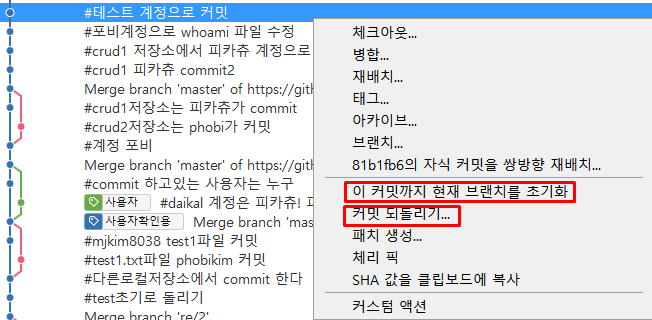 #테스트 계정으로 커밋
#포비계정으로 whoami 파일 수정
#crud1 저장소에서 피카츄 계정으로
#crud1 피카츄 commit2
Merge branch 'master' of https://gith
#crud1저장소는 피카츄가 commit
#crud2저장소는 phobi가 커밋
#계정 포비
Merge branch 'master' of https://gith
#commit 하고있는 사용자는 누구
사용자 #daikal 계정은 피카츄! 피
사용자확인용 Merge branch 'mas
#mjkim8038 test1파일 커밋
#test1.txt파일 phobikim 커밋
#다른로컬저장소에서 commit 한다
#test초기로 돌리기
Merge branch 're/2'
체크아웃...
병합...
재배치...
태그...
아카이브...
브랜치...
81b1fb6의 자식 커밋을 쌍방향 재배치...
이 커밋까지 현재 브랜치를 초기화
커밋 되돌리기...
패치 생성...
체리 픽
SHA 값을 클립보드에 복사
커스텀 액션